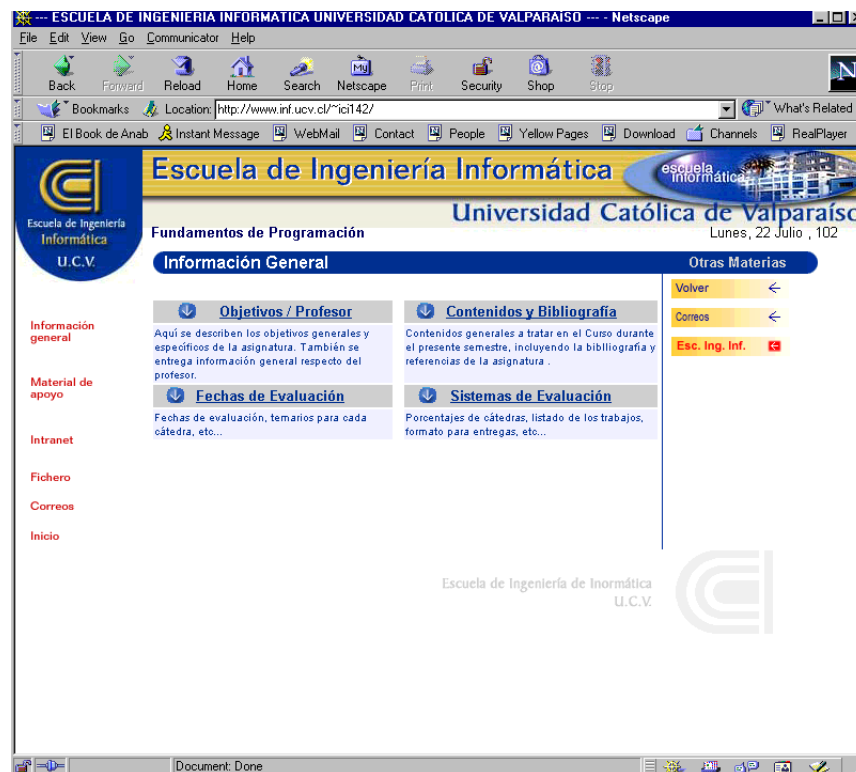 --- ESCUELA DE INGENIERIA INFORMATICA UNIVERSIDAD CATOLICA DE VALPARAISO --- - Netscape
File Edit View Go Communicator Help
Back Forward Reload Home Search Netscape Print Security Shop Stop
Bookmarks Location: http://www.inf.ucv.cl/~ici142/ What's Related
El Book de Anab Instant Message WebMail Contact People Yellow Pages Download Channels RealPlayer
Escuela de Ingeniería Informática
escuela informática
Universidad Católica de Valparaíso
Escuela de Ingeniería
Informática
U.C.V.
Fundamentos de Programación
Lunes, 22 Julio , 102
Información General
Otras Materias
Volver
Correos
Esc. Ing. Inf.
Información
general
Material de
apoyo
Intranet
Fichero
Correos
Inicio
Objetivos / Profesor
Aquí se describen los objetivos generales y
específicos de la asignatura. También se
entrega información general respecto del
profesor.
Contenidos y Bibliografía
Contenidos generales a tratar en el Curso durante
el presente semestre, incluyendo la biblliografía y
referencias de la asignatura .
Fechas de Evaluación
Fechas de evaluación, temarios para cada
cátedra, etc...
Sistemas de Evaluación
Porcentajes de cátedras, listado de los trabajos,
formato para entregas, etc...
Escuela de Ingeniería de Inormática
U.C.V.
Document: Done